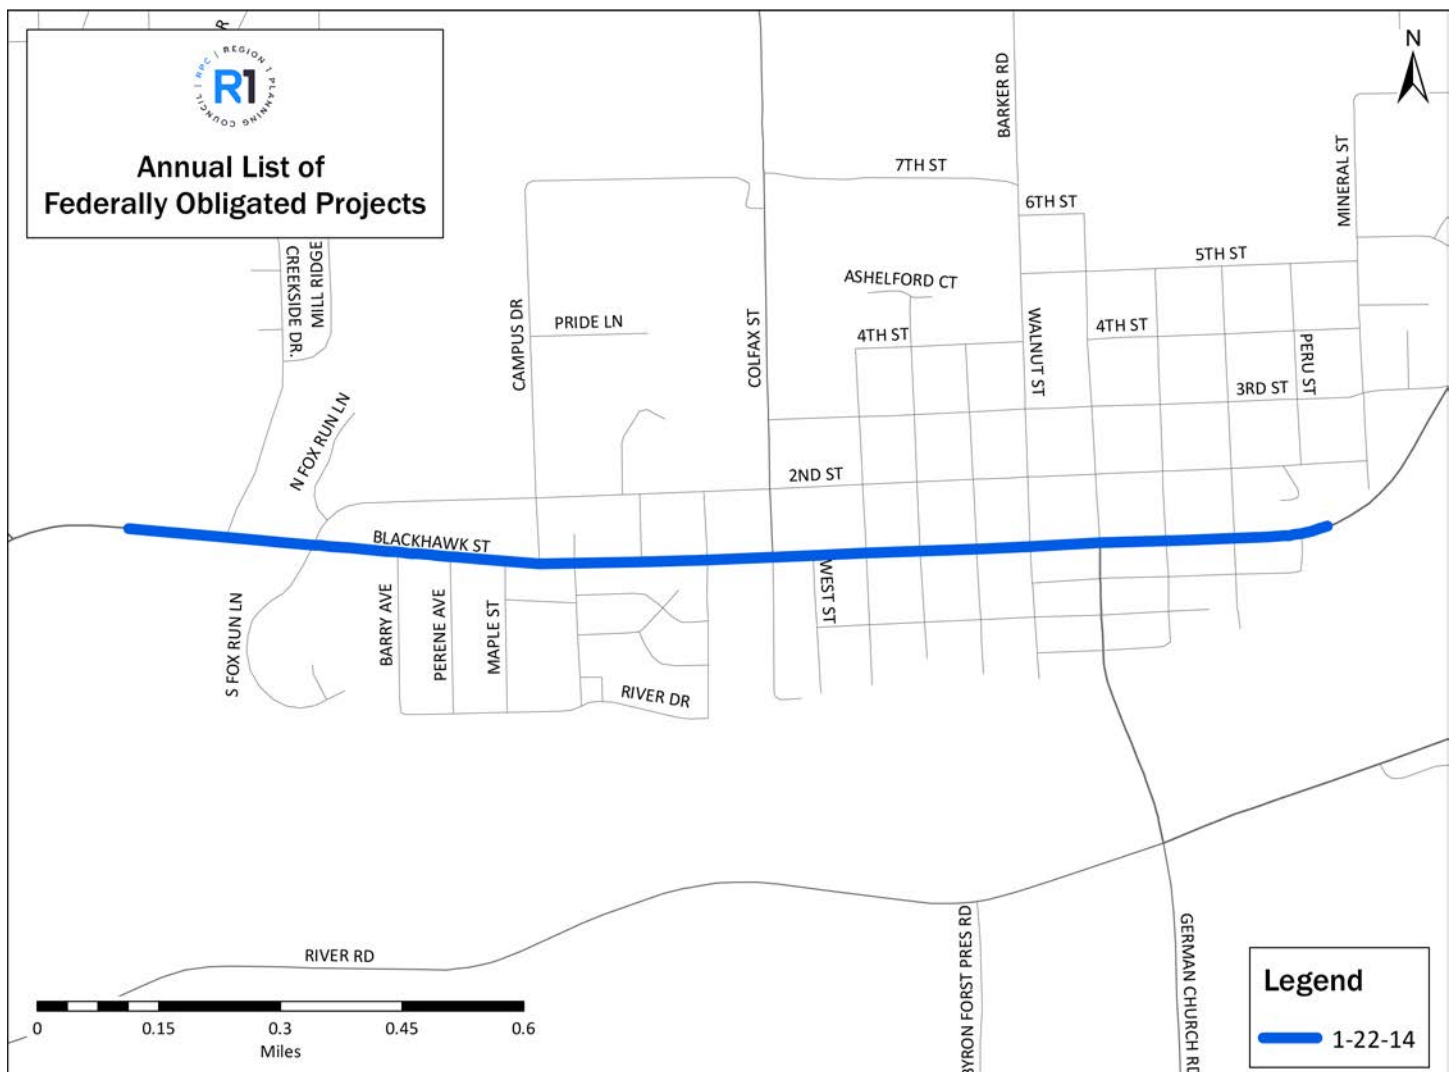 R
RPC | REGION 1 PLANNING COUNCIL |
R1
Annual List of
Federally Obligated Projects
N
BARKER RD
MINERAL ST
7TH ST
6TH ST
5TH ST
CREEKSIDE DR.
MILL RIDGE
ASHELFORD CT
CAMPUS DR
PRIDE LN
COLFAX ST
4TH ST
WALNUT ST
4TH ST
PERU ST
3RD ST
N FOX RUN LN
2ND ST
BLACKHAWK ST
S FOX RUN LN
BARRY AVE
PERENE AVE
MAPLE ST
WEST ST
RIVER DR
RIVER RD
BYRON FORST PRES RD
GERMAN CHURCH RD
0 0.15 0.3 0.45 0.6
Miles
Legend
1-22-14